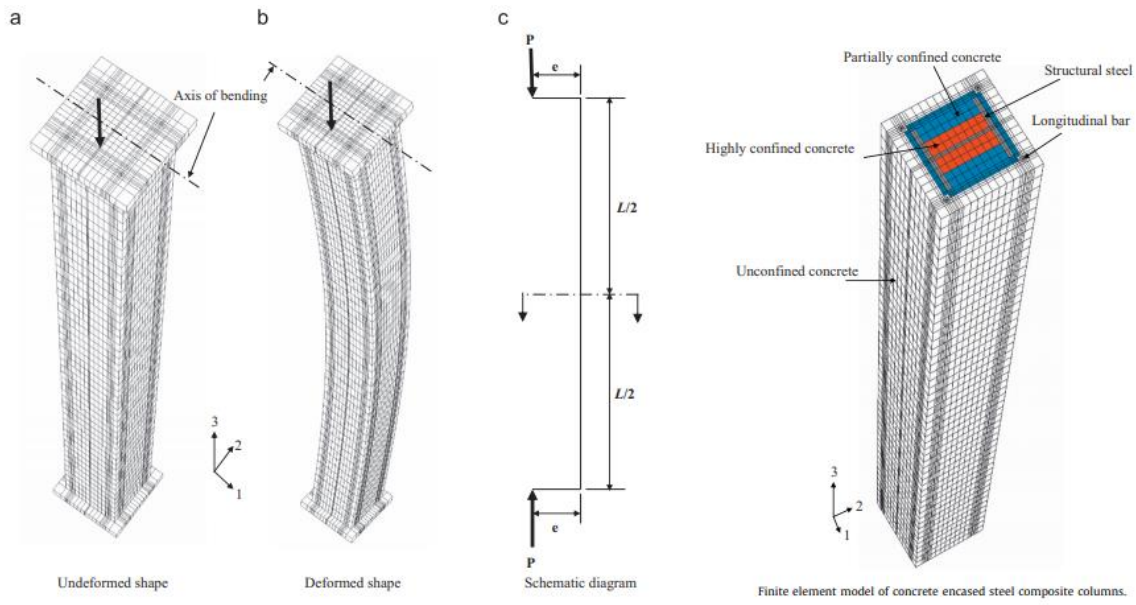 a
b
c
P
e
Axis of bending
L/2
L/2
3
2
1
e
P
Undeformed shape
Deformed shape
Schematic diagram
Partially confined concrete
Structural steel
Longitudinal bar
Highly confined concrete
Unconfined concrete
3
2
1
Finite element model of concrete encased steel composite columns.